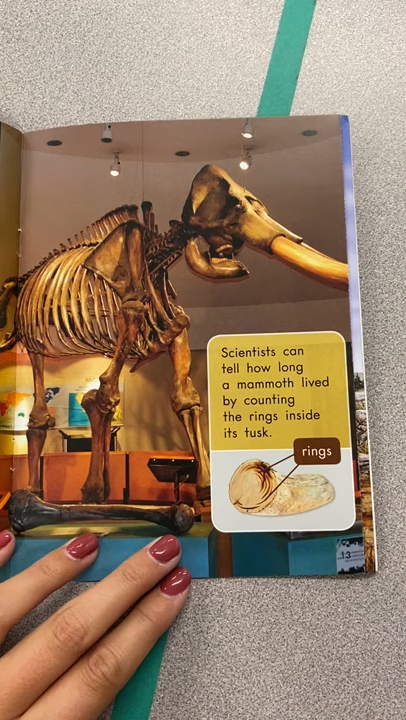 Scientists can
tell how long
a mammoth lived
by counting
the rings inside
its tusk.
rings
13